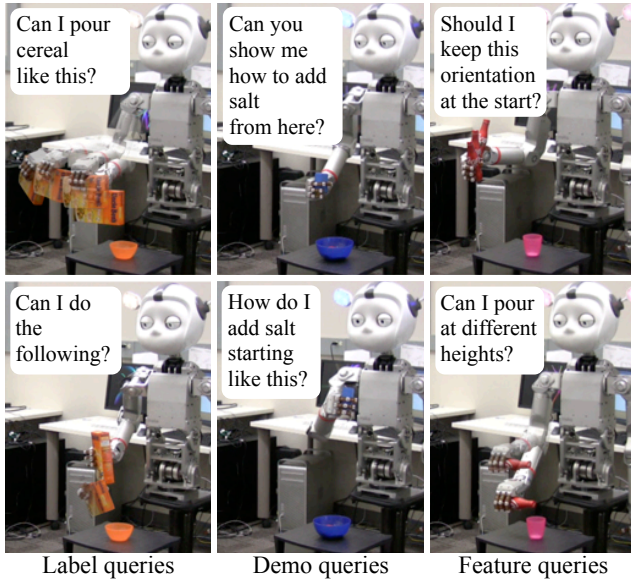 Can I pour
cereal
like this?
Can you
show me
how to add
salt
from here?
Should I
keep this
orientation
at the start?
Can I do
the
following?
How do I
add salt
starting
like this?
Can I pour
at different
heights?
Label queries
Demo queries
Feature queries